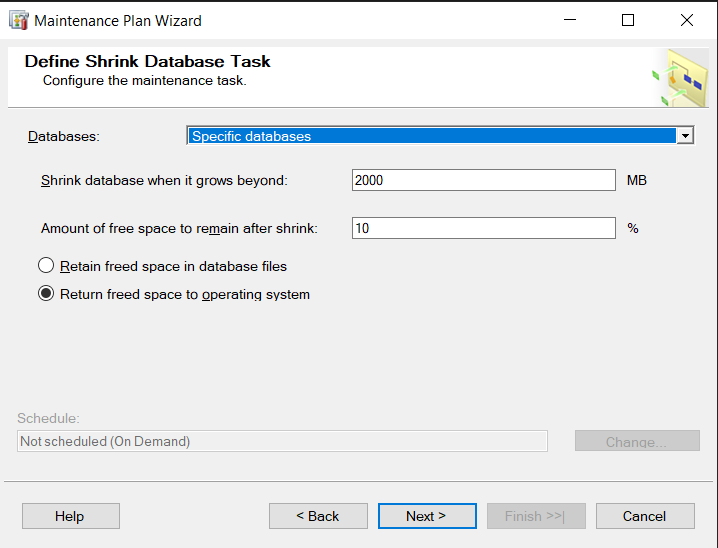 Maintenance Plan Wizard
Define Shrink Database Task
Configure the maintenance task.
Databases: Specific databases
Shrink database when it grows beyond: 2000 MB
Amount of free space to remain after shrink: 10 %
Retain freed space in database files
Return freed space to operating system
Schedule:
Not scheduled (On Demand) Change...
Help < Back Next > Finish >>| Cancel